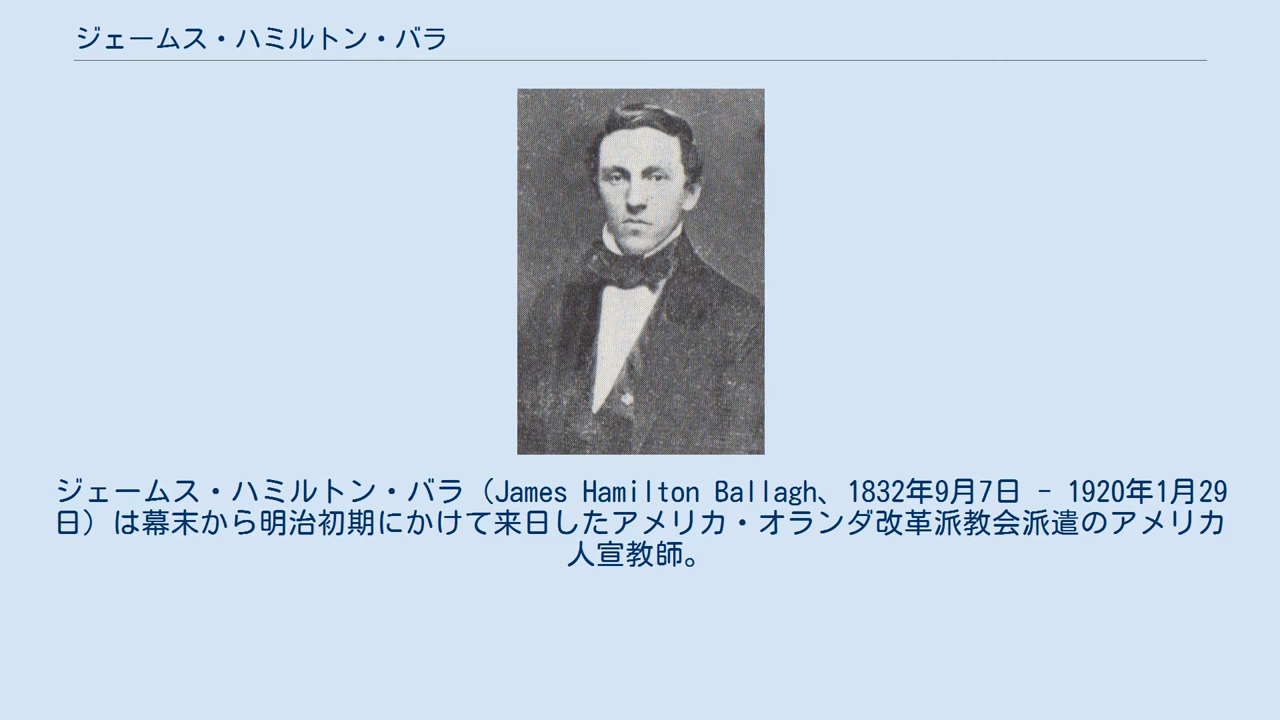 ジェームス・ハミルトン・バラ
ジェームス・ハミルトン・バラ（James Hamilton Ballagh、1832年9月7日 - 1920年1月29
日）は幕末から明治初期にかけて来日したアメリカ・オランダ改革派教会派遣のアメリカ
人宣教師。